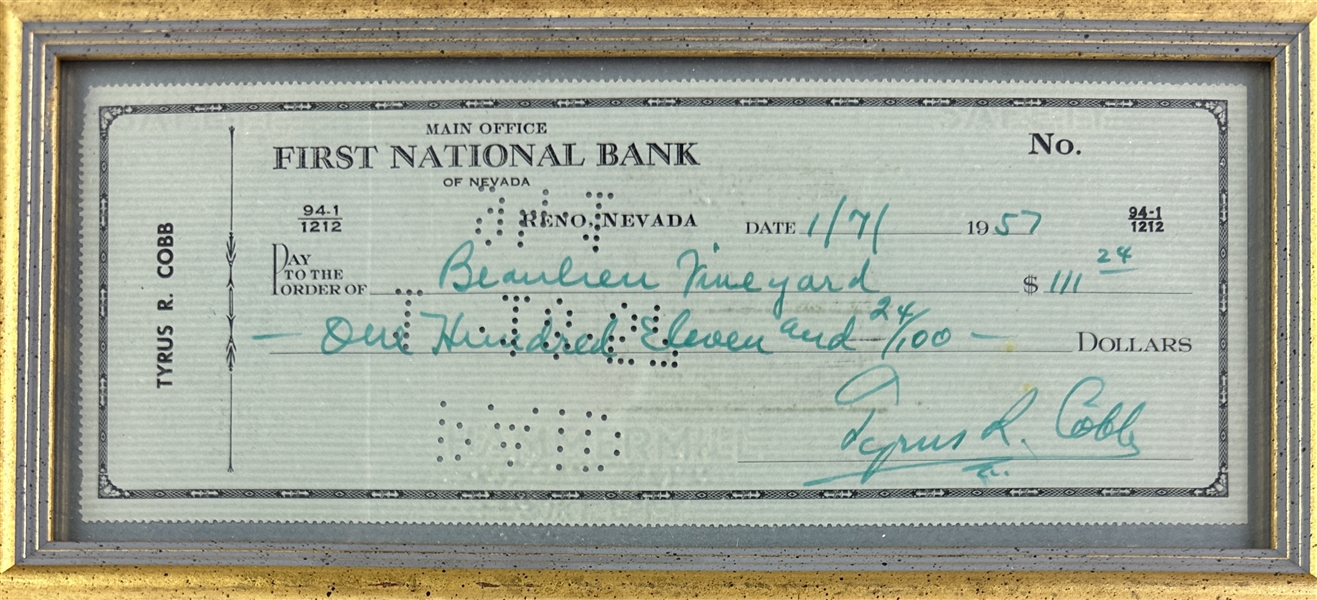 MAIN OFFICE
FIRST NATIONAL BANK
OF NEVADA
No.
94-1
1212
RENO, NEVADA
DATE 1/7/ 1957
94-1
1212
PAY TO THE ORDER OF Beaulieu Vineyard $ 111 24
— One Hundred Eleven and 24/100 — DOLLARS
Tyrus R. Cobb
TYRUS R. COBB